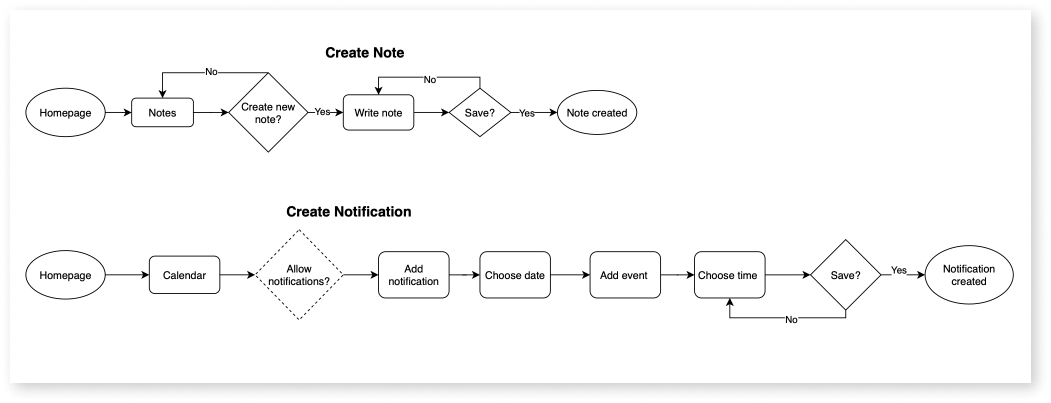 Create Note
No
No
Homepage
Notes
Create new
note?
Yes
Write note
Save?
Yes
Note created
Create Notification
Homepage
Calendar
Allow
notifications?
Add
notification
Choose date
Add event
Choose time
Save?
Yes
Notification
created
No